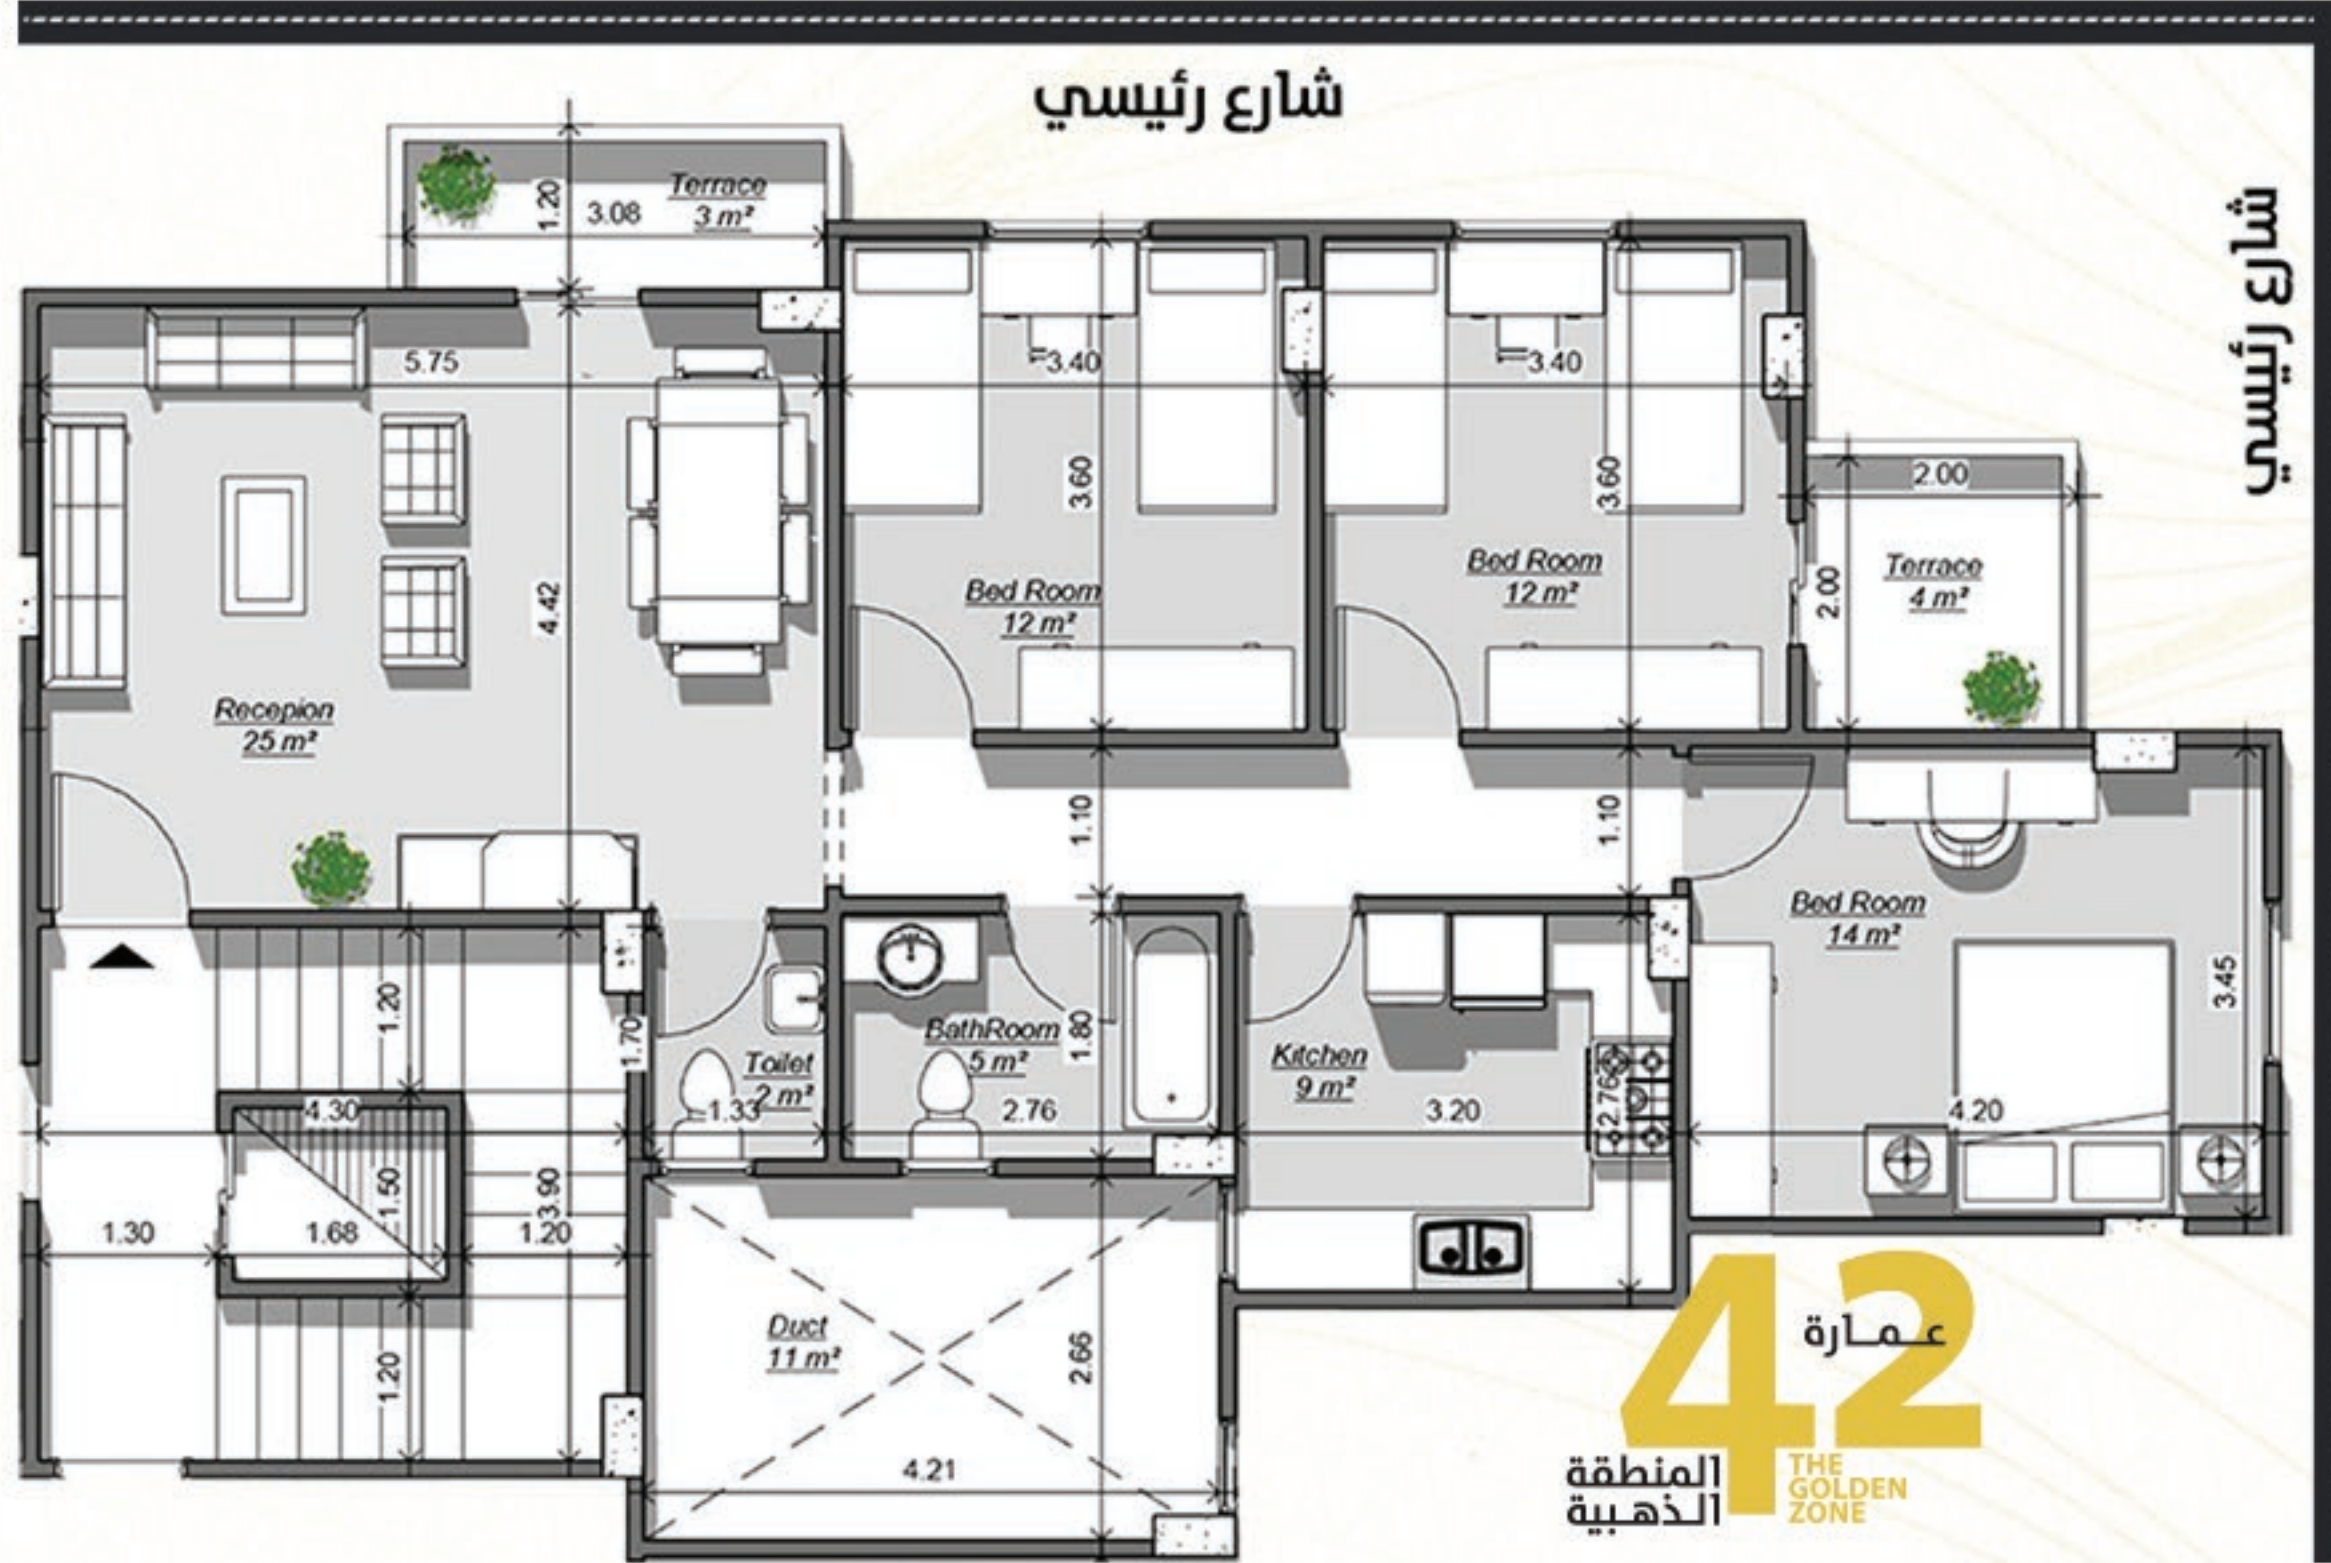 شارع رئيسي
شارع رئيسي
Terrace
3 m²
1.20
3.08
5.75
3.40
3.40
2.00
3.60
3.60
4.42
2.00
Bed Room
12 m²
Bed Room
12 m²
Terrace
4 m²
Recepion
25 m²
1.10
1.10
Bed Room
14 m²
3.45
1.20
1.70
Toilet
2 m²
1.33
BathRoom
5 m²
1.80
2.76
Kitchen
9 m²
3.20
2.76
4.20
4.30
1.50
3.90
1.30
1.68
1.20
1.20
Duct
11 m²
2.66
4.21
42
عمارة
المنطقة
الذهبية
THE
GOLDEN
ZONE